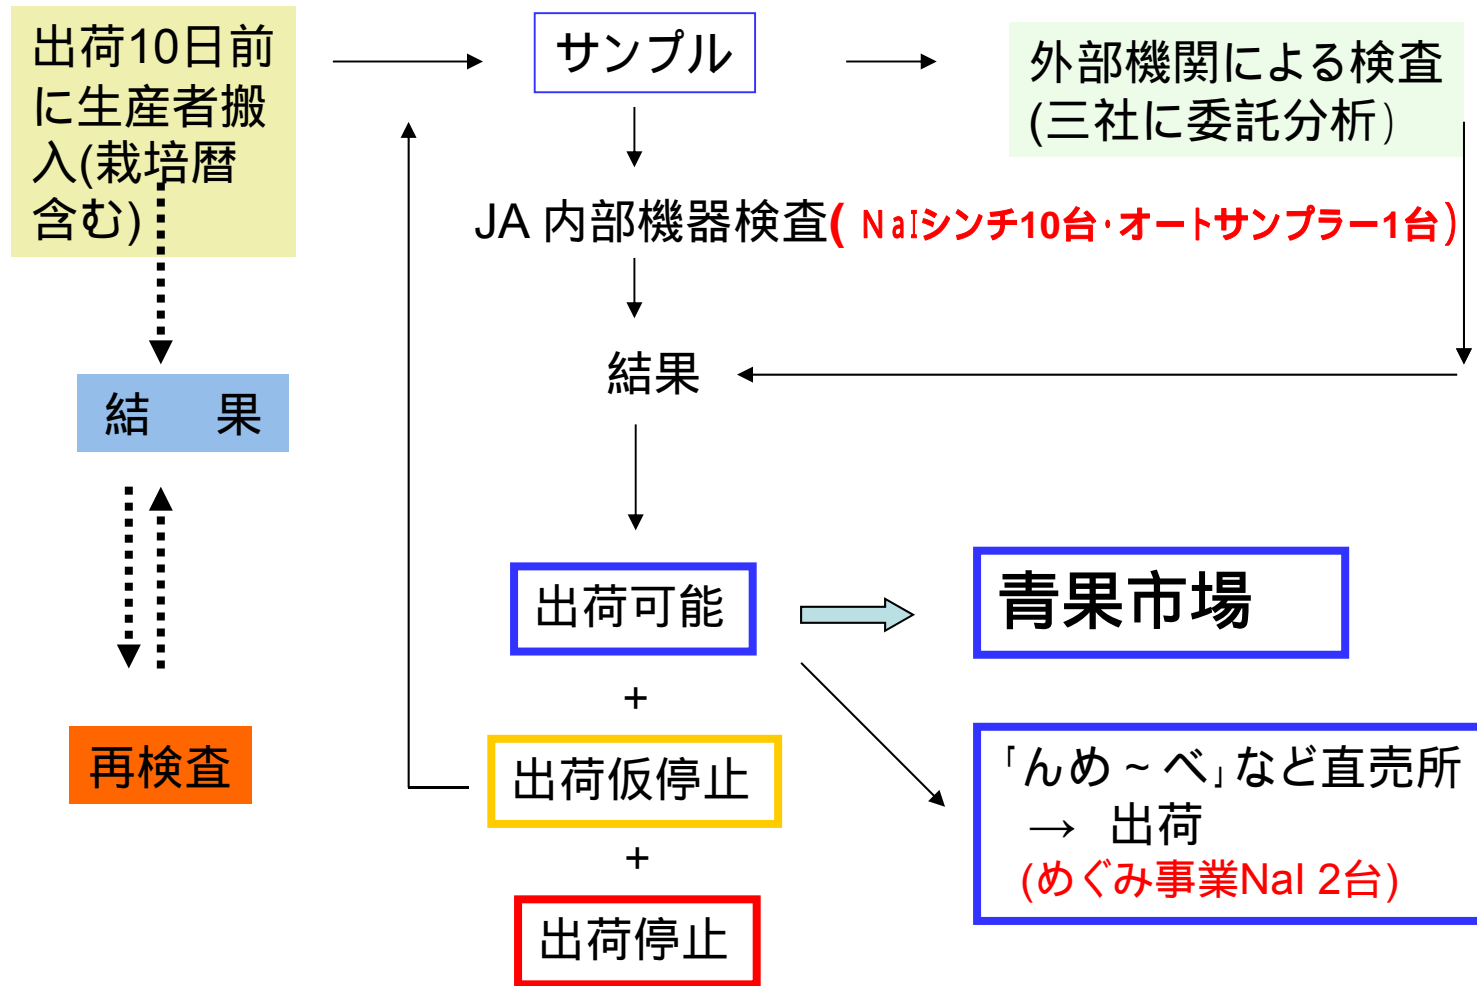 出荷10日前
に生産者搬
入(栽培暦
含む)
サンプル
外部機関による検査
(三社に委託分析)
JA 内部機器検査( NaIシンチ10台・オートサンプラー1台)
結果
結　果
出荷可能
青果市場
+
再検査
出荷仮停止
「んめ～べ」など直売所
→ 出荷
(めぐみ事業NaI 2台)
+
出荷停止